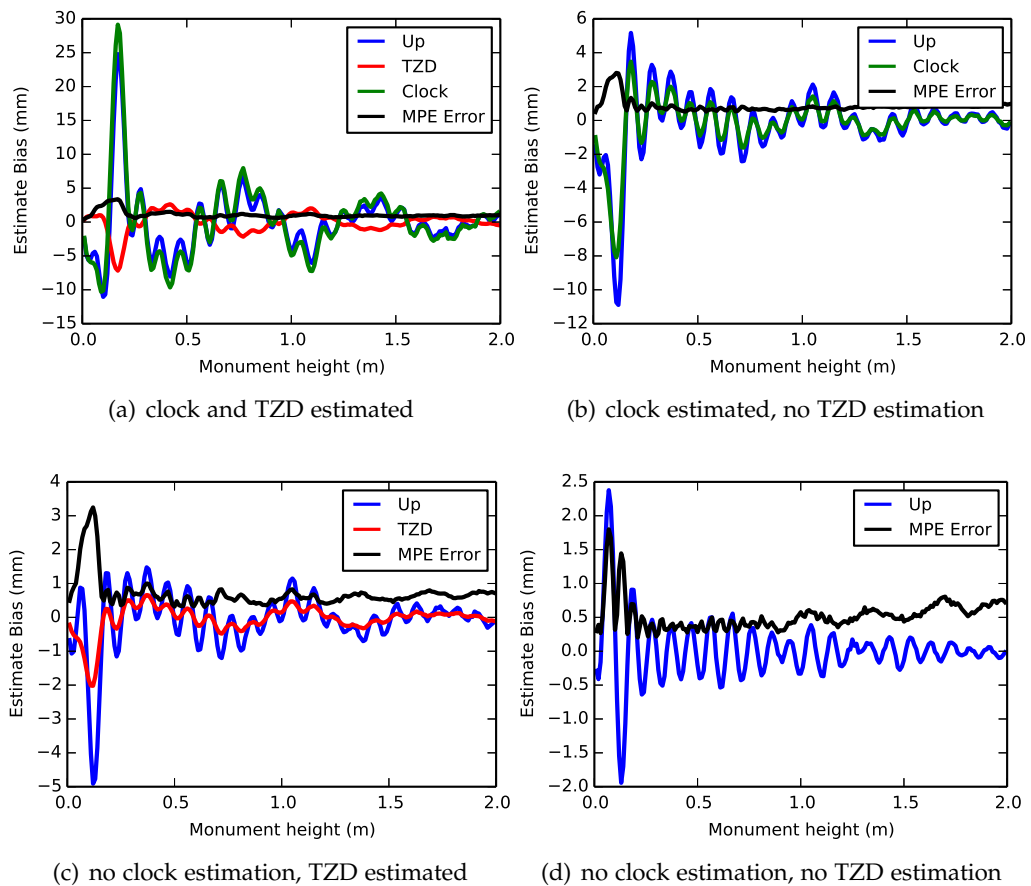 30
25
20
15
10
5
0
−5
−10
−15
Estimate Bias (mm)
0.0 0.5 1.0 1.5 2.0
Monument height (m)
Up
TZD
Clock
MPE Error
(a) clock and TZD estimated
6
4
2
0
−2
−4
−6
−8
−10
−12
Estimate Bias (mm)
0.0 0.5 1.0 1.5 2.0
Monument height (m)
Up
Clock
MPE Error
(b) clock estimated, no TZD estimation
4
3
2
1
0
−1
−2
−3
−4
−5
Estimate Bias (mm)
0.0 0.5 1.0 1.5 2.0
Monument height (m)
Up
TZD
MPE Error
(c) no clock estimation, TZD estimated
2.5
2.0
1.5
1.0
0.5
0.0
−0.5
−1.0
−1.5
−2.0
Estimate Bias (mm)
0.0 0.5 1.0 1.5 2.0
Monument height (m)
Up
MPE Error
(d) no clock estimation, no TZD estimation